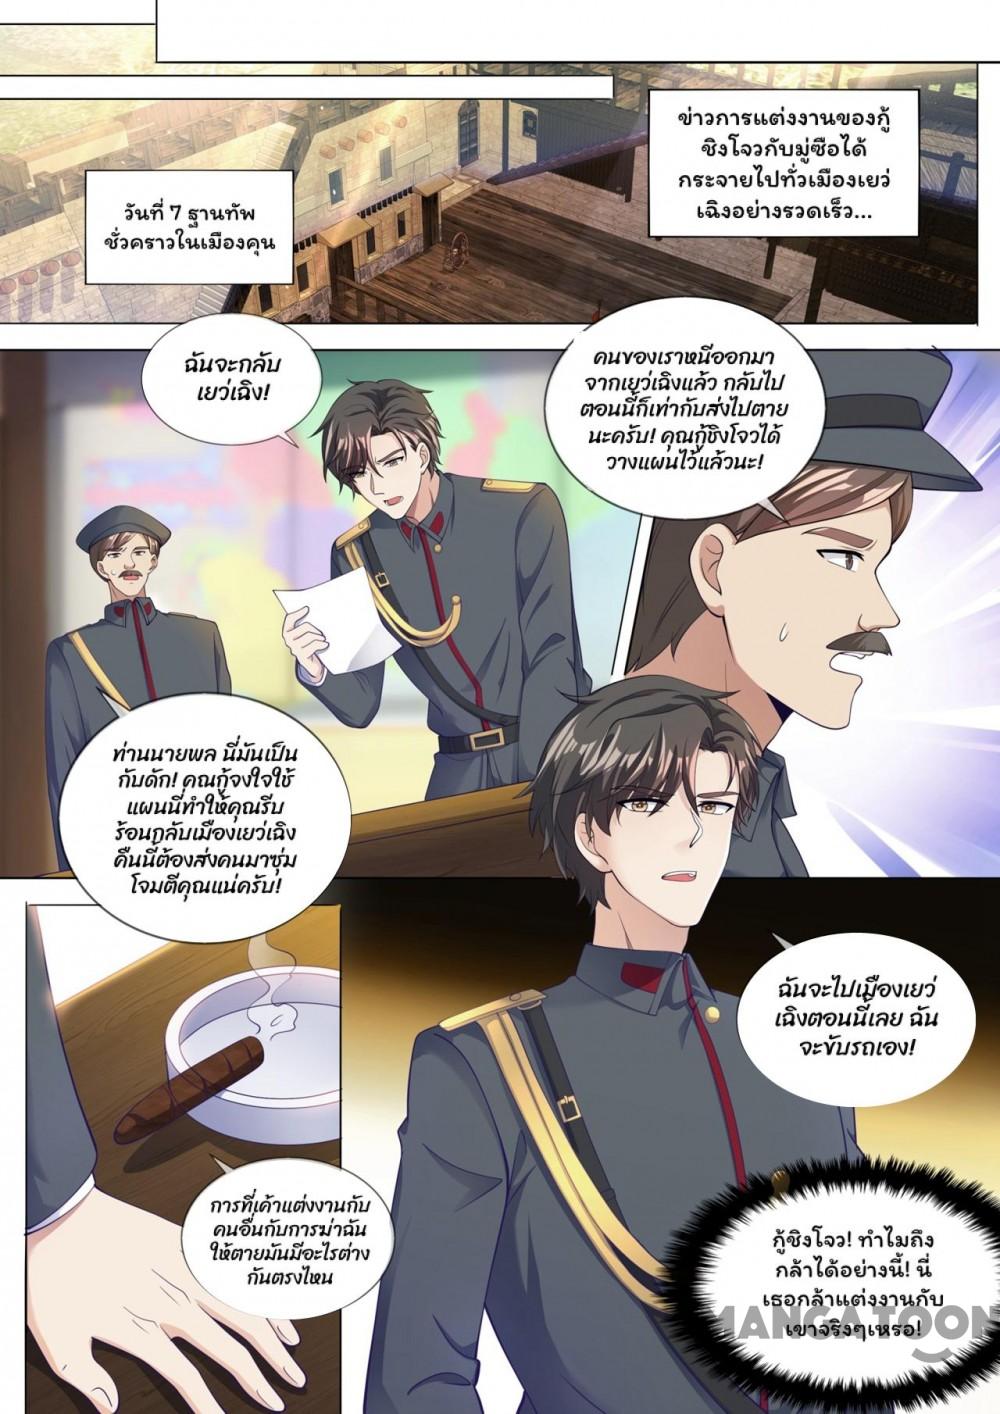 ข่าวการแต่งงานของกู้
ชิงโจวกับมู่ซือได้
กระจายไปทั่วเมืองเยว่
เฉิงอย่างรวดเร็ว...
วันที่ 7 ฐานทัพ
ชั่วคราวในเมืองคุน
ฉันจะกลับ
เยว่เฉิง!
คนของเราหนีออกมา
จากเยว่เฉิงแล้ว กลับไป
ตอนนี้ก็เท่ากับส่งไปตาย
นะครับ! คุณกู้ชิงโจวได้
วางแผนไว้แล้วนะ!
ท่านนายพล นี่มันเป็น
กับดัก! คุณกู้จงใจใช้
แผนนี้ทำให้คุณรีบ
ร้อนกลับเมืองเยว่เฉิง
คืนนี้ต้องส่งคนมาซุ่ม
โจมตีคุณแน่ครับ!
ฉันจะไปเมืองเยว่
เฉิงตอนนี้เลย ฉัน
จะขับรถเอง!
การที่เค้าแต่งงานกับ
คนอื่นกับการฆ่าฉัน
ให้ตายมันมีอะไรต่าง
กันตรงไหน
กู้ชิงโจว! ทำไมถึง
กล้าได้อย่างนี้! นี่
เธอกล้าแต่งงานกับ
เขาจริงๆเหรอ!
MANGATOON